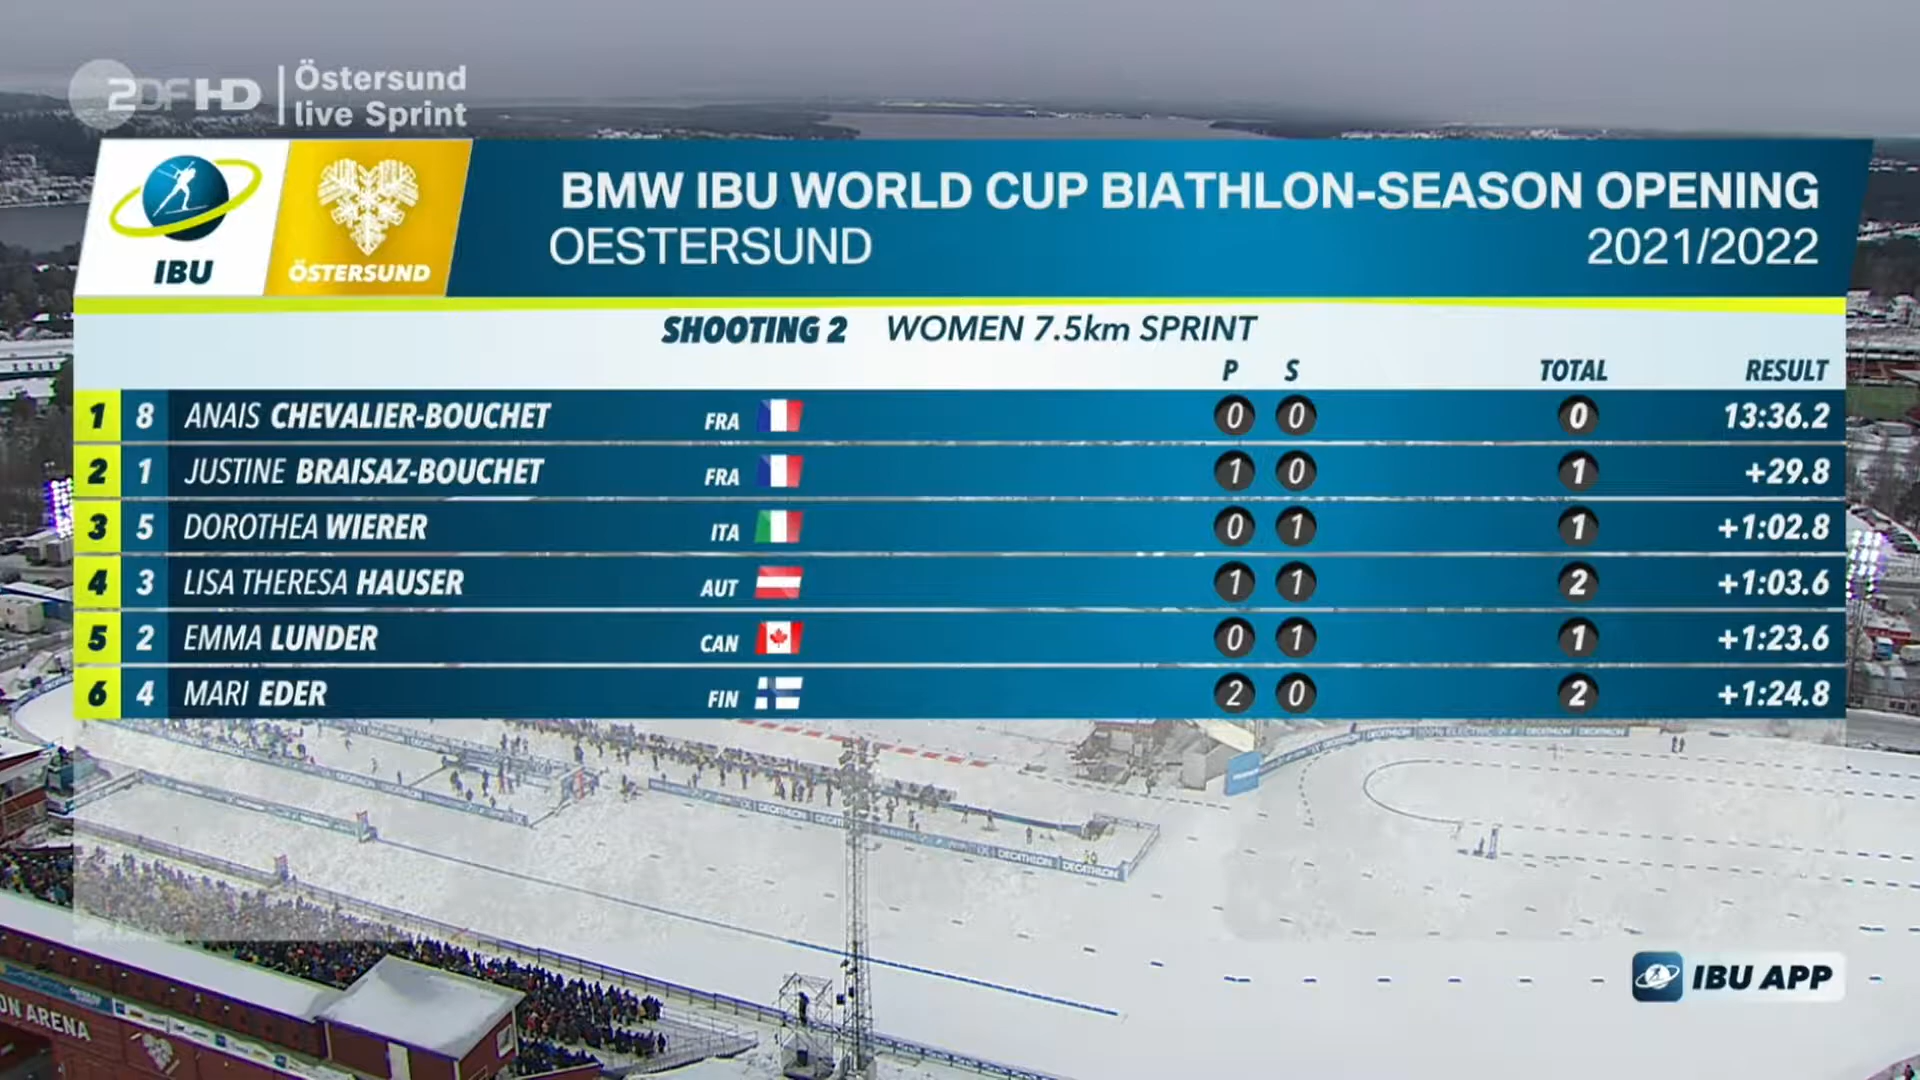 ZDF HD | Östersund
live Sprint
IBU
ÖSTERSUND
BMW IBU WORLD CUP BIATHLON-SEASON OPENING
OESTERSUND 2021/2022
SHOOTING 2 WOMEN 7.5km SPRINT
P S TOTAL RESULT
1 8 ANAIS CHEVALIER-BOUCHET FRA 0 0 0 13:36.2
2 1 JUSTINE BRAISAZ-BOUCHET FRA 1 0 1 +29.8
3 5 DOROTHEA WIERER ITA 0 1 1 +1:02.8
4 3 LISA THERESA HAUSER AUT 1 1 2 +1:03.6
5 2 EMMA LUNDER CAN 0 1 1 +1:23.6
6 4 MARI EDER FIN 2 0 2 +1:24.8
DECATHLON
DECATHLON
DECATHLON
DECATHLON
IBU APP
ON ARENA